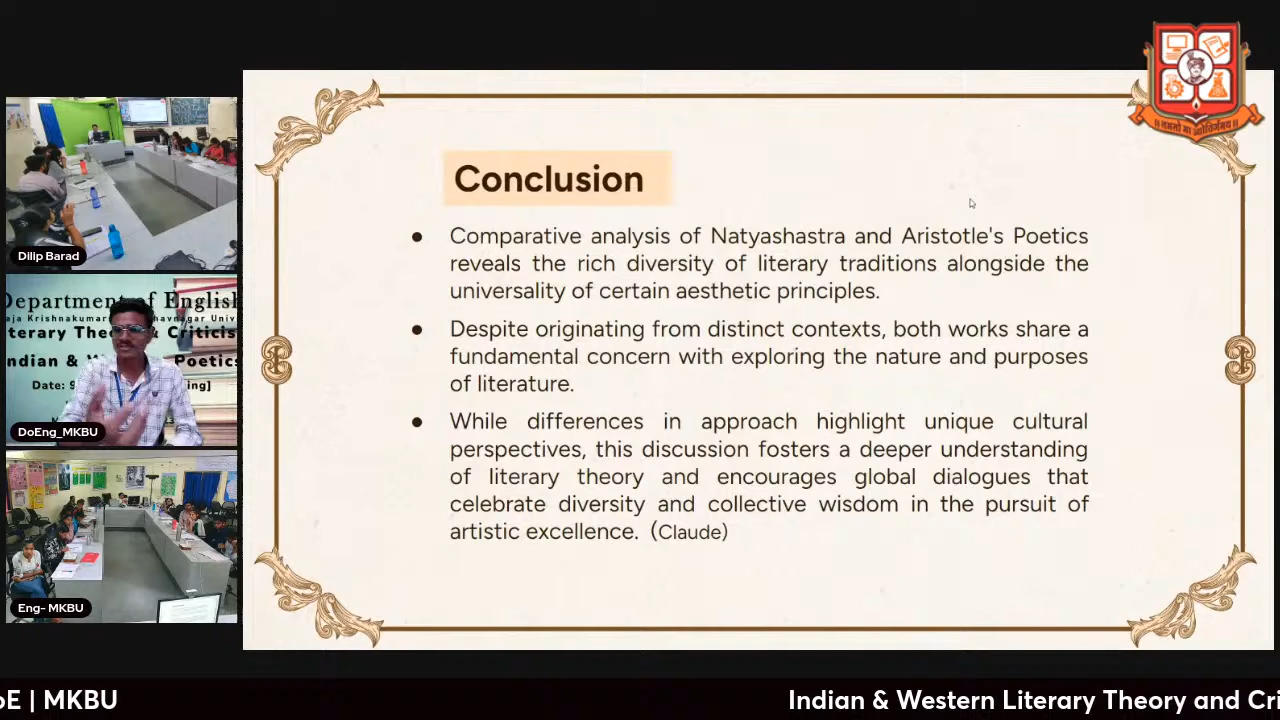 Conclusion
Comparative analysis of Natyashastra and Aristotle's Poetics
reveals the rich diversity of literary traditions alongside the
universality of certain aesthetic principles.
Despite originating from distinct contexts, both works share a
fundamental concern with exploring the nature and purposes
of literature.
While differences in approach highlight unique cultural
perspectives, this discussion fosters a deeper understanding
of literary theory and encourages global dialogues that
celebrate diversity and collective wisdom in the pursuit of
artistic excellence. (Claude)
Dilip Barad
Department of English
Krishnakumar
Date: 9
DoEng_MKBU
Eng- MKBU
| MKBU
Indian & Western Literary Theory and